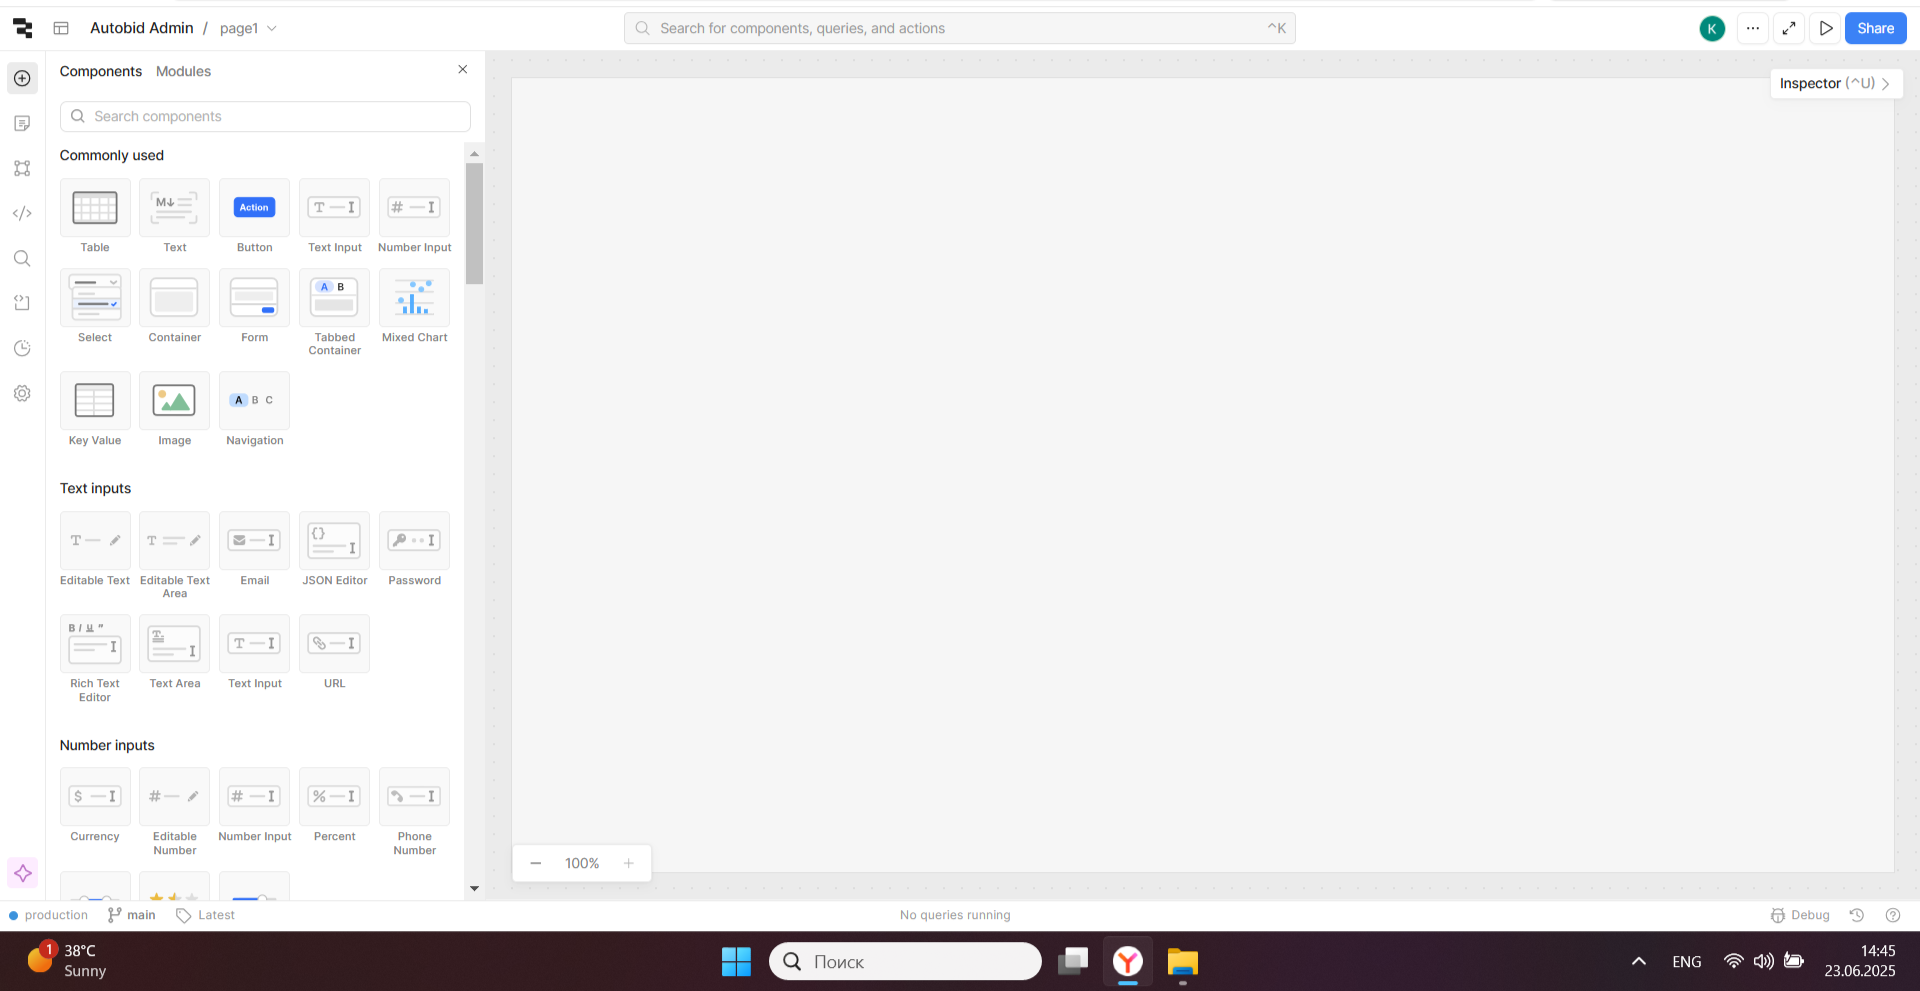 Autobid Admin / page1
Search for components, queries, and actions ^K
K
Share
Components Modules
Inspector (^U)
Search components
Commonly used
M↓
Action
T I
# I
Table Text Button Text Input Number Input
A B
Select Container Form Tabbed Container Mixed Chart
A B C
Key Value Image Navigation
Text inputs
T T I {} I I
Editable Text Editable Text Area Email JSON Editor Password
B I U " I T I T I I
Rich Text Editor Text Area Text Input URL
Number inputs
$ I # # I % I I
Currency Editable Number Number Input Percent Phone Number
− 100% +
production main Latest
No queries running
Debug
1
38°C
Sunny
Поиск
Y
ENG
14:45
23.06.2025